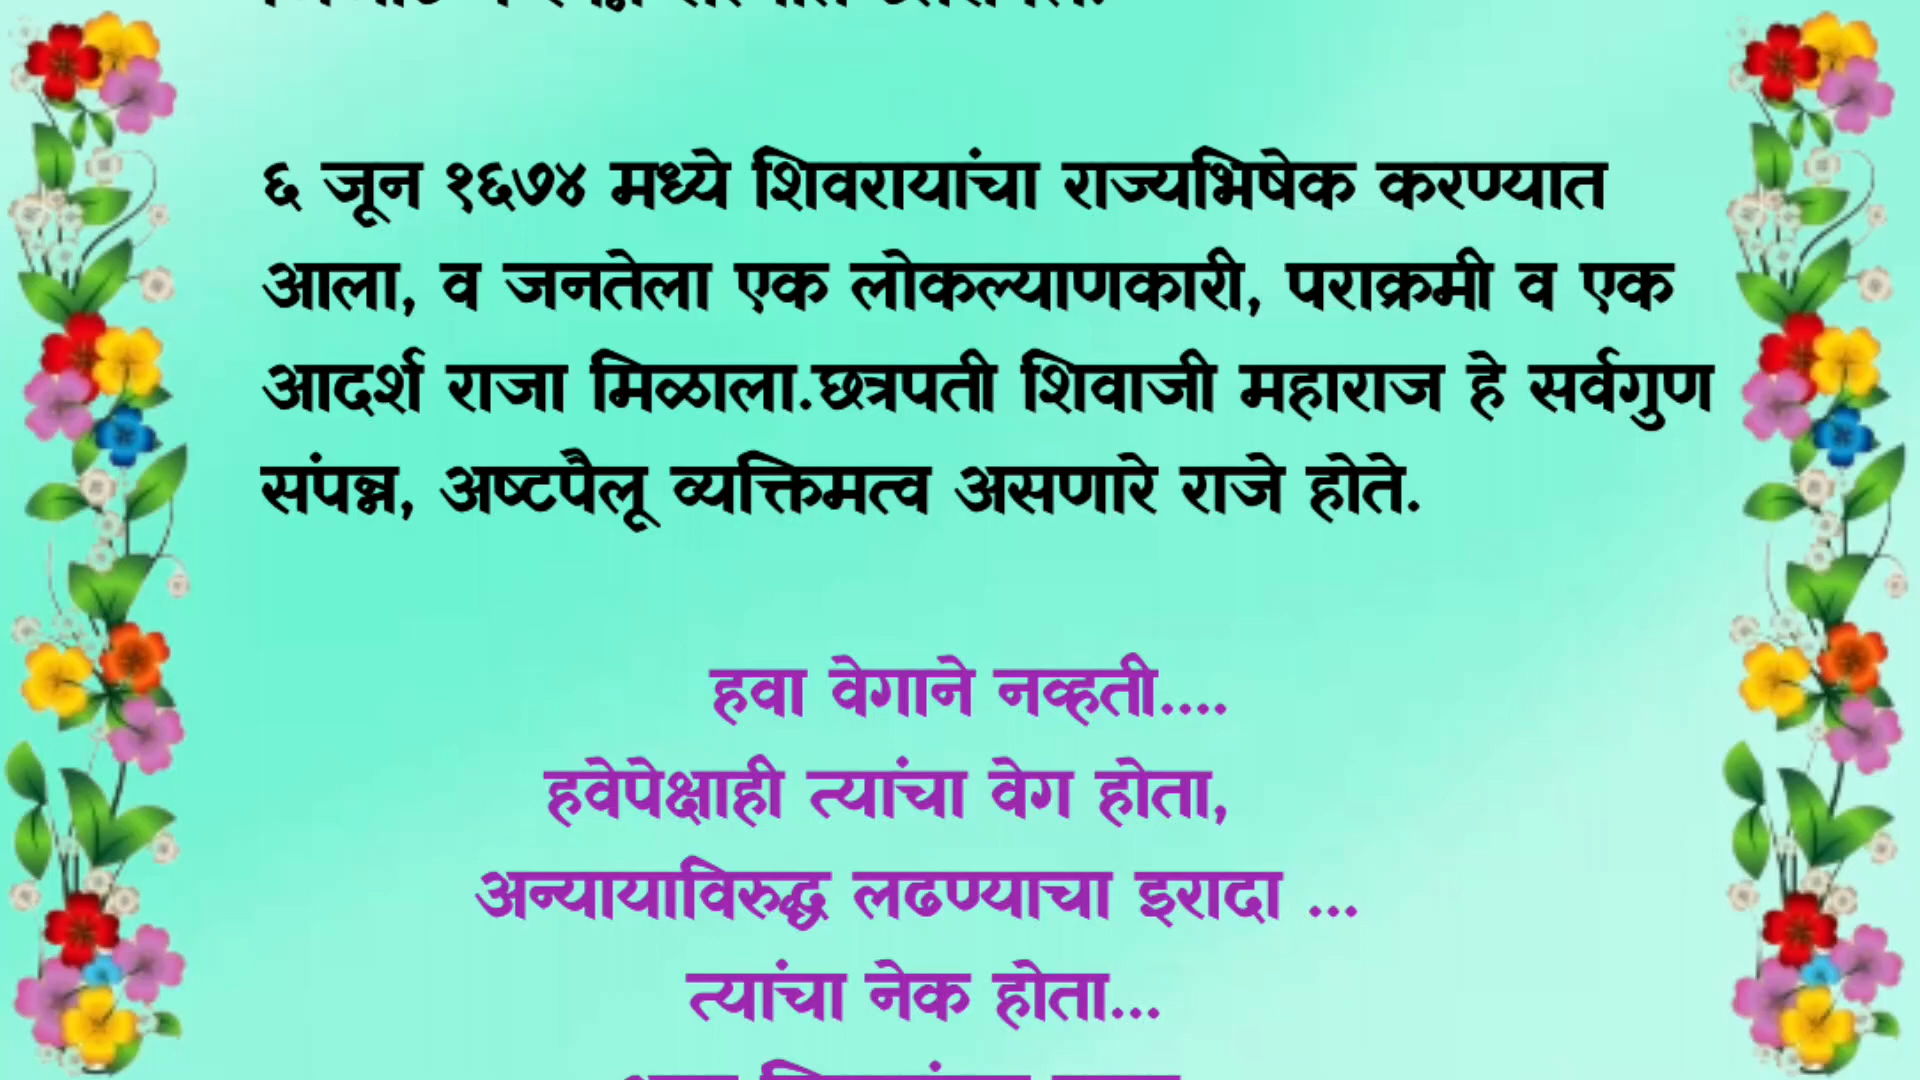 ६ जून १६७४ मध्ये शिवरायांचा राज्यभिषेक करण्यात
आला, व जनतेला एक लोकल्याणकारी, पराक्रमी व एक
आदर्श राजा मिळाला.छत्रपती शिवाजी महाराज हे सर्वगुण
संपन्न, अष्टपैलू व्यक्तिमत्व असणारे राजे होते.
हवा वेगाने नव्हती....
हवेपेक्षाही त्यांचा वेग होता,
अन्यायाविरुद्ध लढण्याचा इरादा ...
त्यांचा नेक होता...